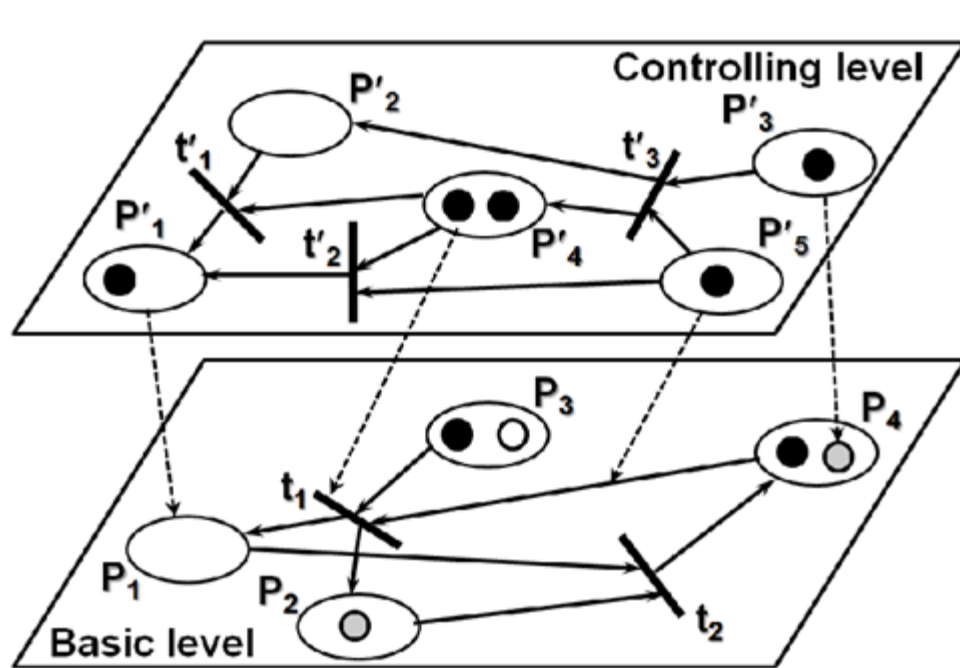 Controlling level
P'2
P'3
t'1
t'3
P'1
t'2
P'4
P'5
P3
P4
t1
P1
P2
t2
Basic level